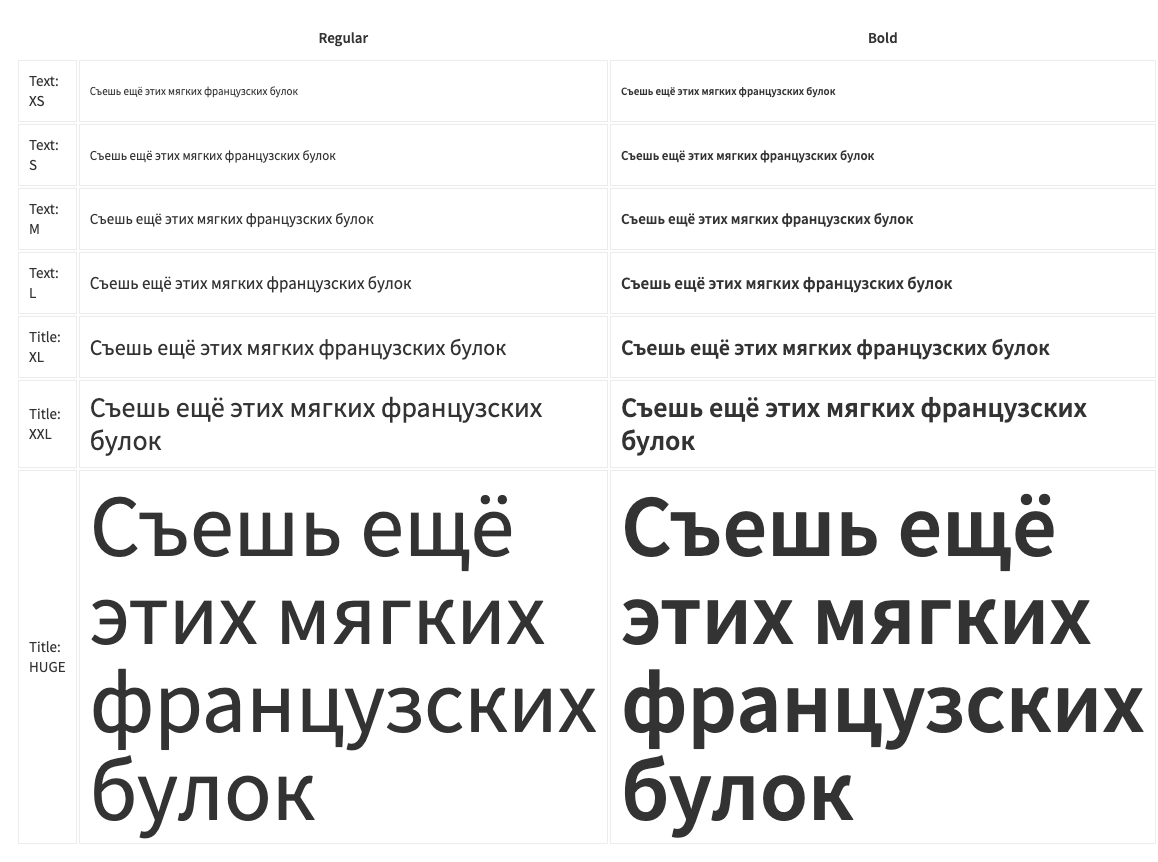 Regular Bold
Text:
XS
Съешь ещё этих мягких французских булок
Съешь ещё этих мягких французских булок
Text:
S
Съешь ещё этих мягких французских булок
Съешь ещё этих мягких французских булок
Text:
M
Съешь ещё этих мягких французских булок
Съешь ещё этих мягких французских булок
Text:
L
Съешь ещё этих мягких французских булок
Съешь ещё этих мягких французских булок
Title:
XL
Съешь ещё этих мягких французских булок
Съешь ещё этих мягких французских булок
Title:
XXL
Съешь ещё этих мягких французских
булок
Съешь ещё этих мягких французских
булок
Title:
HUGE
Съешь ещё
этих мягких
французских
булок
Съешь ещё
этих мягких
французских
булок